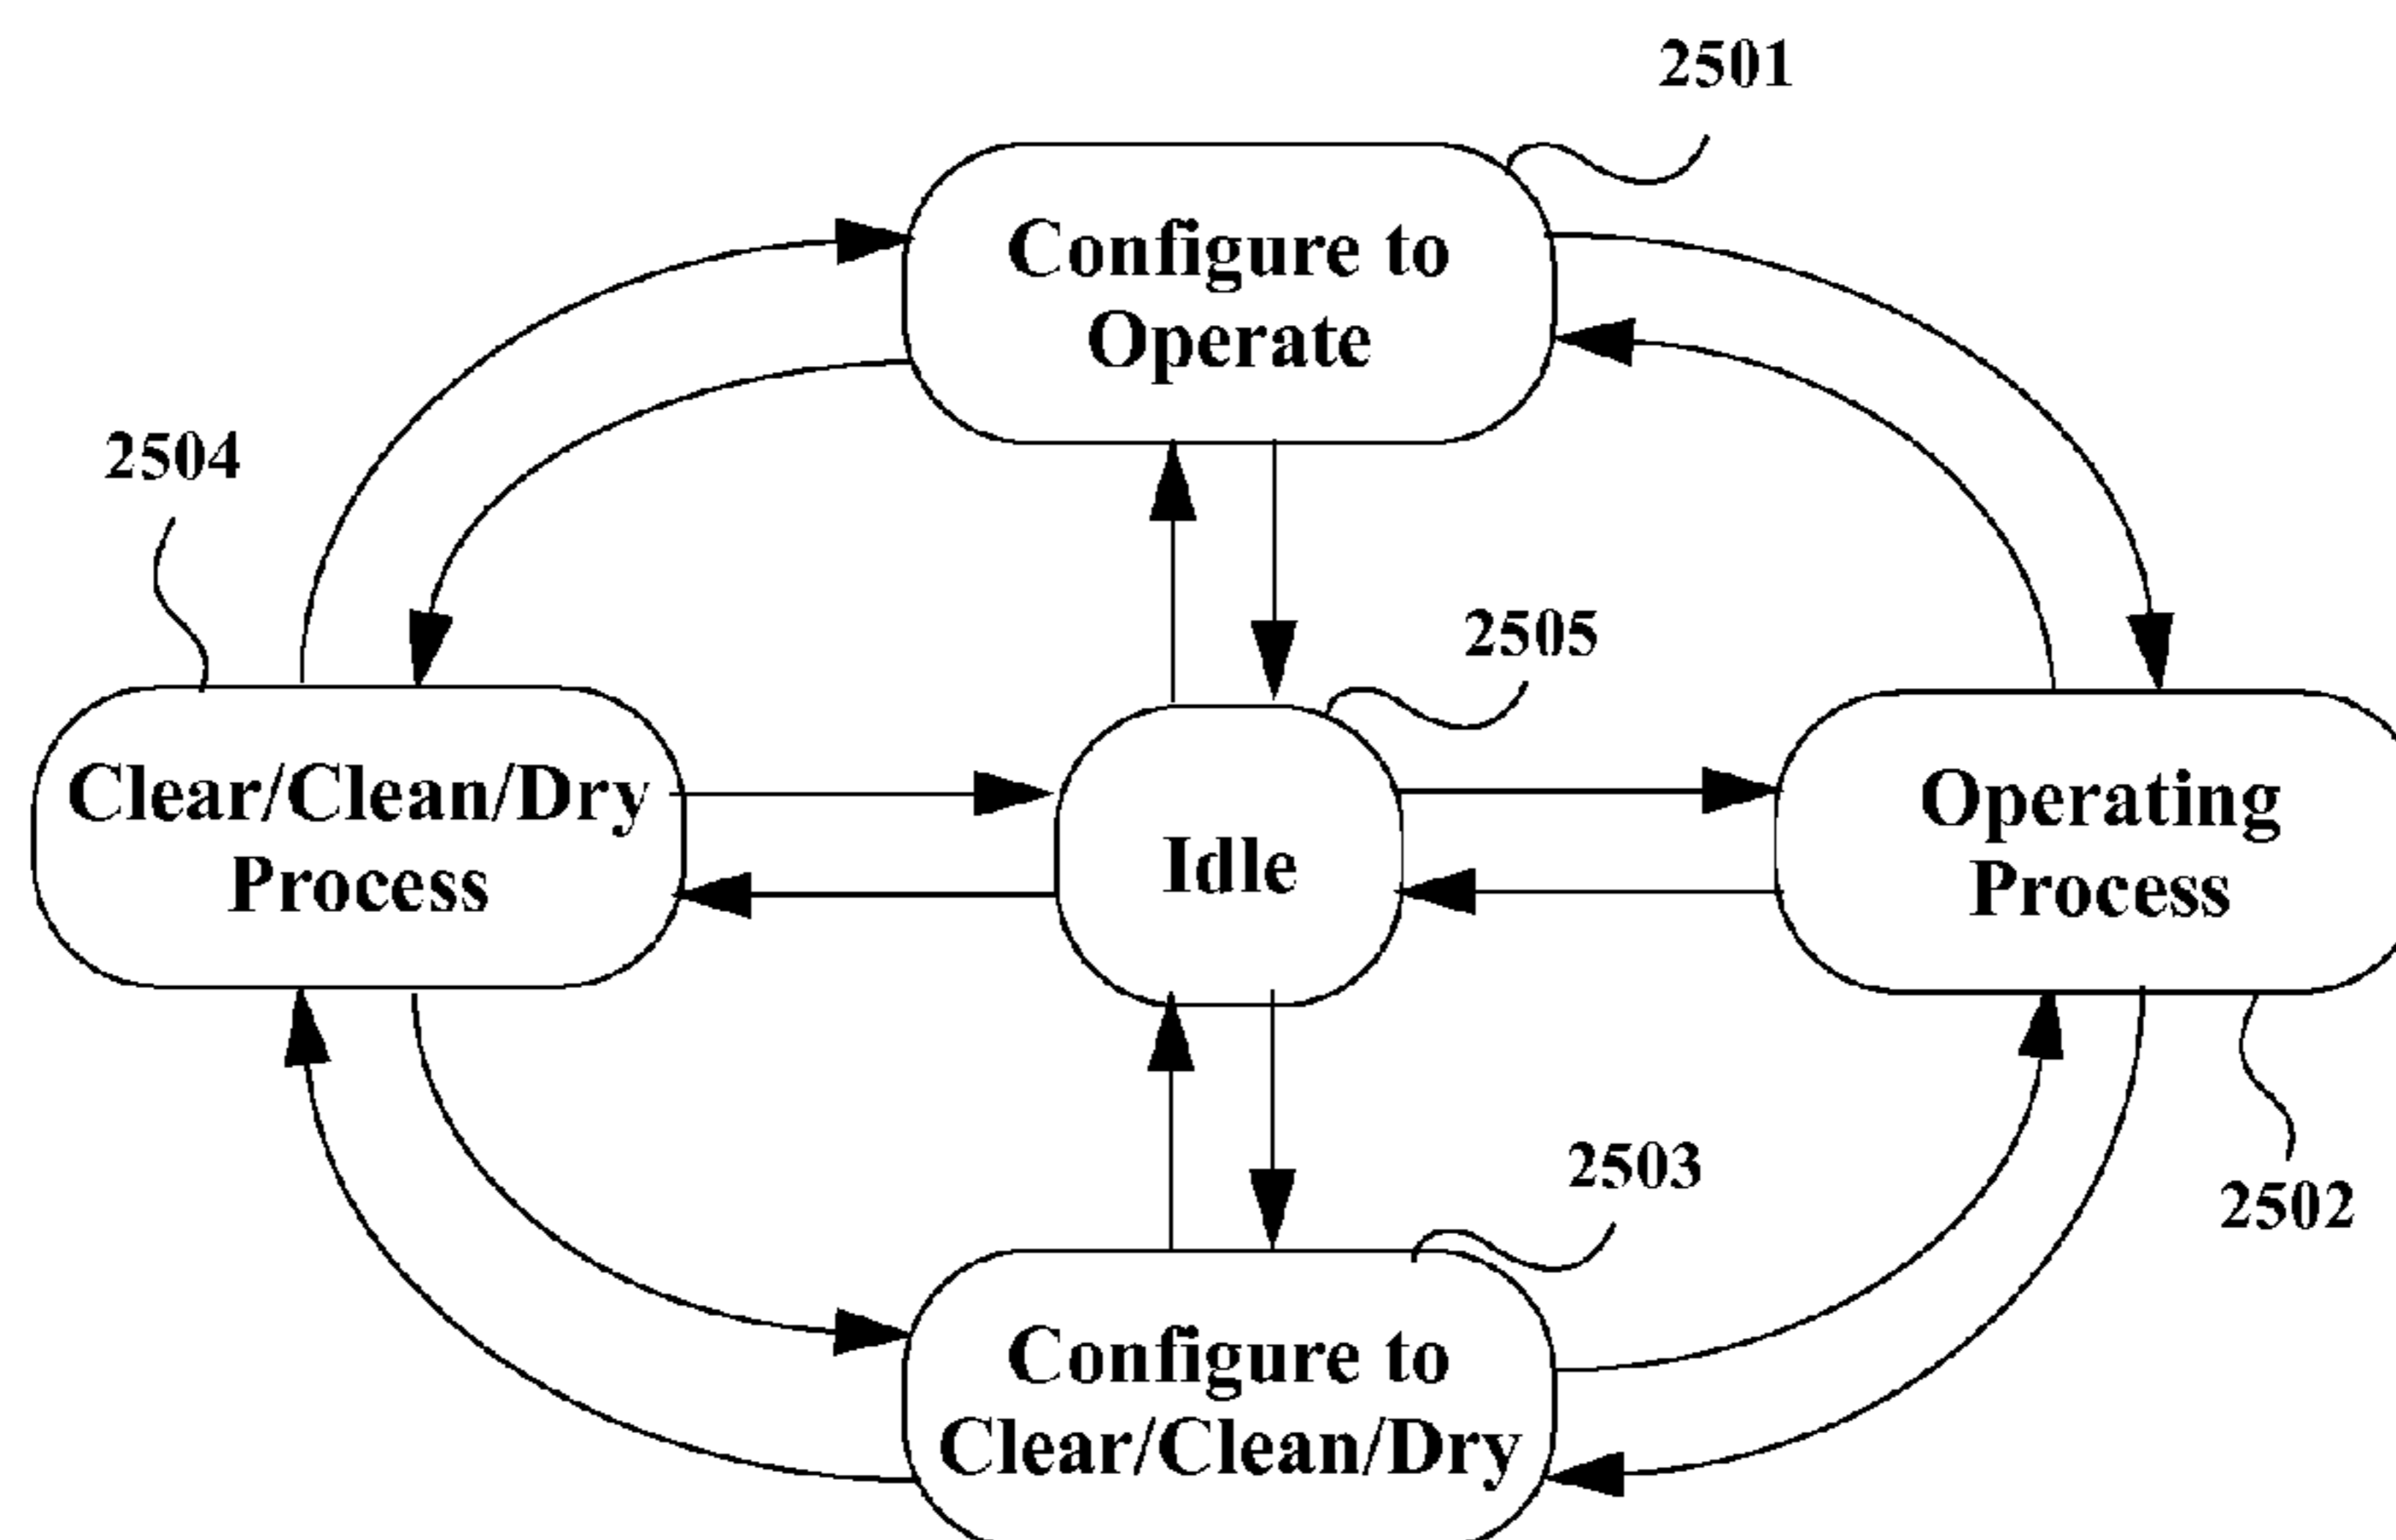 2501
Configure to
Operate
2504
2505
Clear/Clean/Dry
Process
Idle
Operating
Process
2503
2502
Configure to
Clear/Clean/Dry